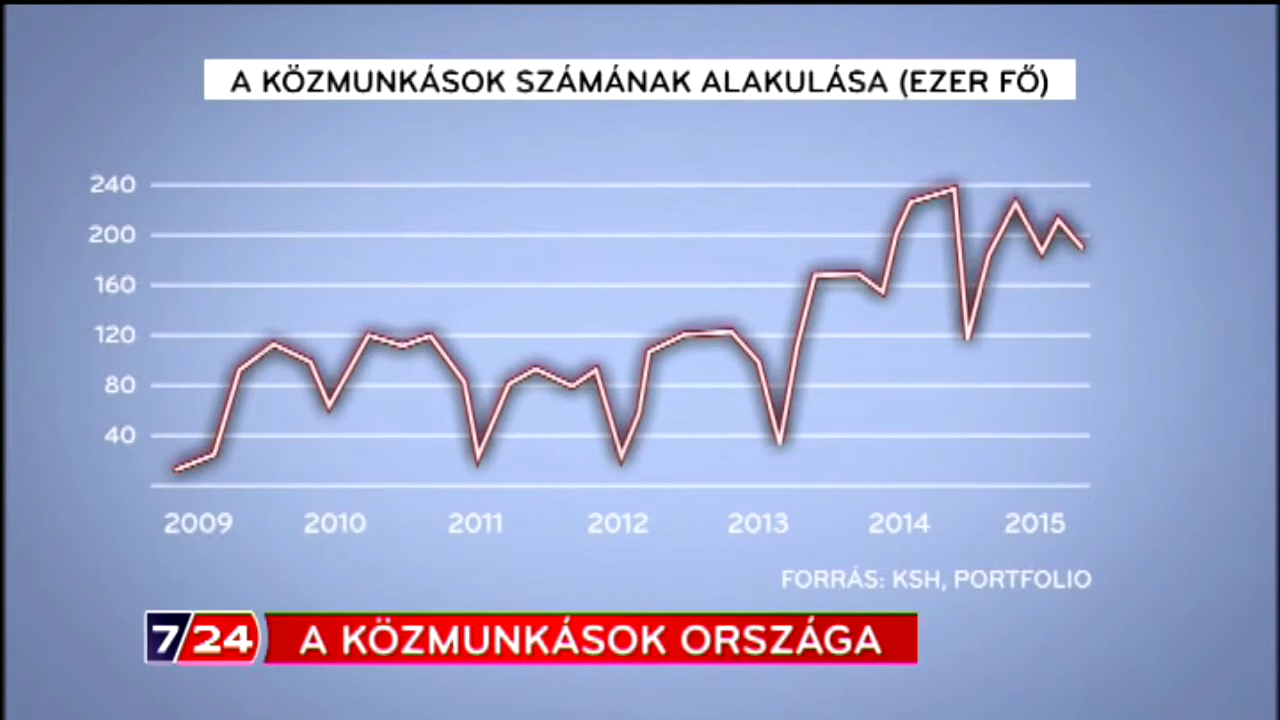 A KÖZMUNKÁSOK SZÁMÁNAK ALAKULÁSA (EZER FŐ)
240
200
160
120
80
40
2009 2010 2011 2012 2013 2014 2015
FORRÁS: KSH, PORTFOLIO
7/24 A KÖZMUNKÁSOK ORSZÁGA